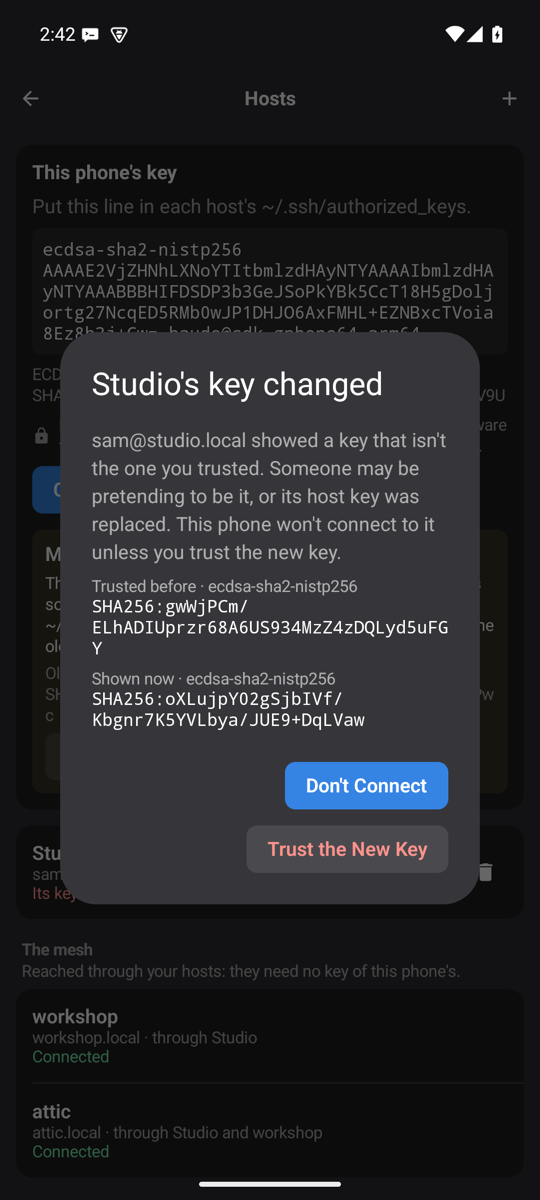 2:42
Hosts
This phone's key
Put this line in each host's ~/.ssh/authorized_keys.
ecdsa-sha2-nistp256
AAAAE2VjZHNhLXNoYTItbmlzdHAyNTYAAAAIbmlzdHA
yNTYAAABBBHIFDSDP3b3GeJSoPkYBk5CcT18H5gDolj
ortg27NcqED5RMb0wJP1DHJO6AxFMHL+EZNBxcTVoia
Studio's key changed
sam@studio.local showed a key that isn't
the one you trusted. Someone may be
pretending to be it, or its host key was
replaced. This phone won't connect to it
unless you trust the new key.
Trusted before · ecdsa-sha2-nistp256
SHA256:gwWjPCm/
ELhADIUprzr68A6US934MzZ4zDQLyd5uFG
Y
Shown now · ecdsa-sha2-nistp256
SHA256:oXLujpY02gSjbIVf/
Kbgnr7K5YVLbya/JUE9+DqLVaw
Don't Connect
Trust the New Key
The mesh
Reached through your hosts: they need no key of this phone's.
workshop
workshop.local · through Studio
Connected
attic
attic.local · through Studio and workshop
Connected